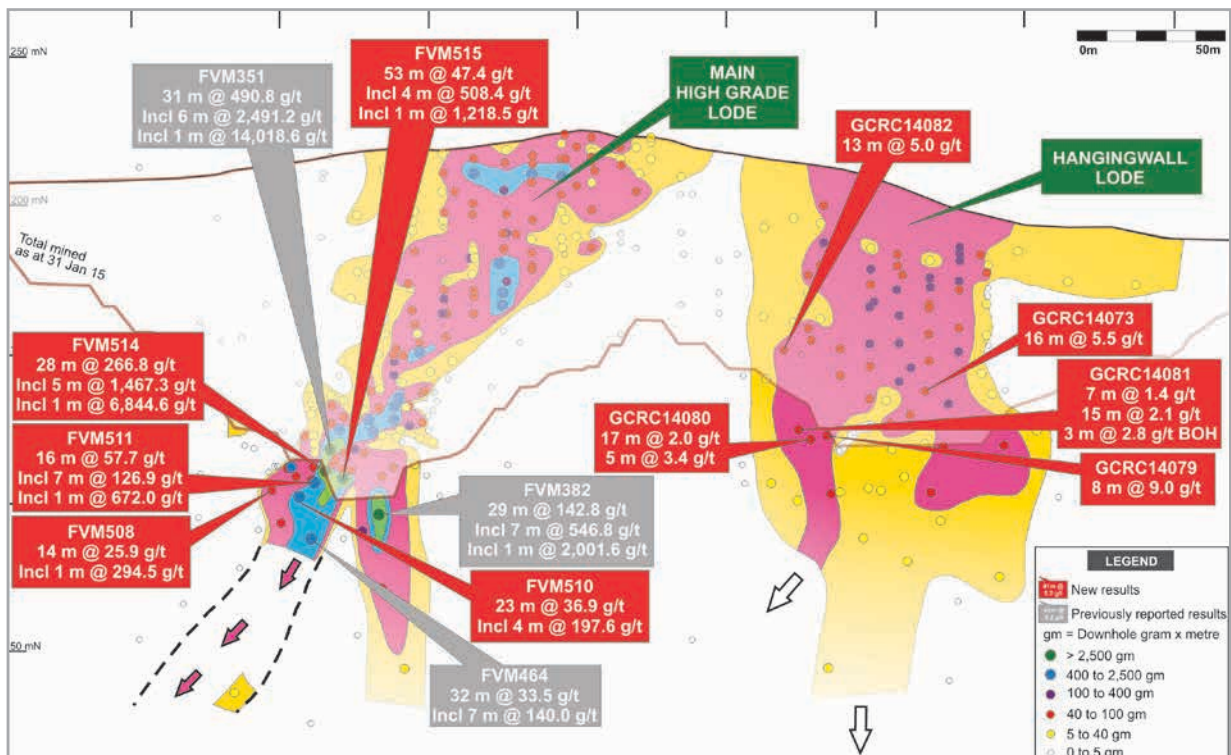 250 mN
FVM351
31 m @ 490.8 g/t
Incl 6 m @ 2,491.2 g/t
Incl 1 m @ 14,018.6 g/t
FVM515
53 m @ 47.4 g/t
Incl 4 m @ 508.4 g/t
Incl 1 m @ 1,218.5 g/t
MAIN
HIGH GRADE
LODE
0m 50m
GCRC14082
13 m @ 5.0 g/t
HANGINGWALL
LODE
200 mN
Total mined
as at 31 Jan 15
FVM514
28 m @ 266.8 g/t
Incl 5 m @ 1,467.3 g/t
Incl 1 m @ 6,844.6 g/t
FVM511
16 m @ 57.7 g/t
Incl 7 m @ 126.9 g/t
Incl 1 m @ 672.0 g/t
FVM508
14 m @ 25.9 g/t
Incl 1 m @ 294.5 g/t
FVM382
29 m @ 142.8 g/t
Incl 7 m @ 546.8 g/t
Incl 1 m @ 2,001.6 g/t
FVM510
23 m @ 36.9 g/t
Incl 4 m @ 197.6 g/t
FVM464
32 m @ 33.5 g/t
Incl 7 m @ 140.0 g/t
GCRC14080
17 m @ 2.0 g/t
5 m @ 3.4 g/t
GCRC14073
16 m @ 5.5 g/t
GCRC14081
7 m @ 1.4 g/t
15 m @ 2.1 g/t
3 m @ 2.8 g/t BOH
GCRC14079
8 m @ 9.0 g/t
50 mN
LEGEND
New results
Previously reported results
gm = Downhole gram x metre
> 2,500 gm
400 to 2,500 gm
100 to 400 gm
40 to 100 gm
5 to 40 gm
0 to 5 gm